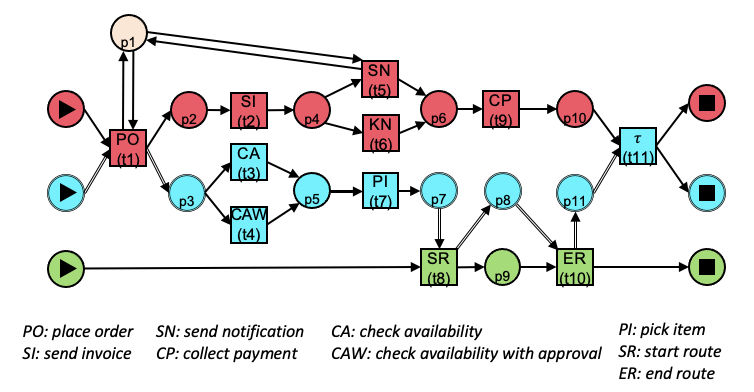 p1
SN
(t5)
SI
(t2)
CP
(t9)
p2
p4
p6
p10
PO
(t1)
KN
(t6)
τ
(t11)
CA
(t3)
PI
(t7)
p3
p5
p7
p8
p11
CAW
(t4)
SR
(t8)
p9
ER
(t10)
PO: place order
SI: send invoice
SN: send notification
CP: collect payment
CA: check availability
CAW: check availability with approval
PI: pick item
SR: start route
ER: end route